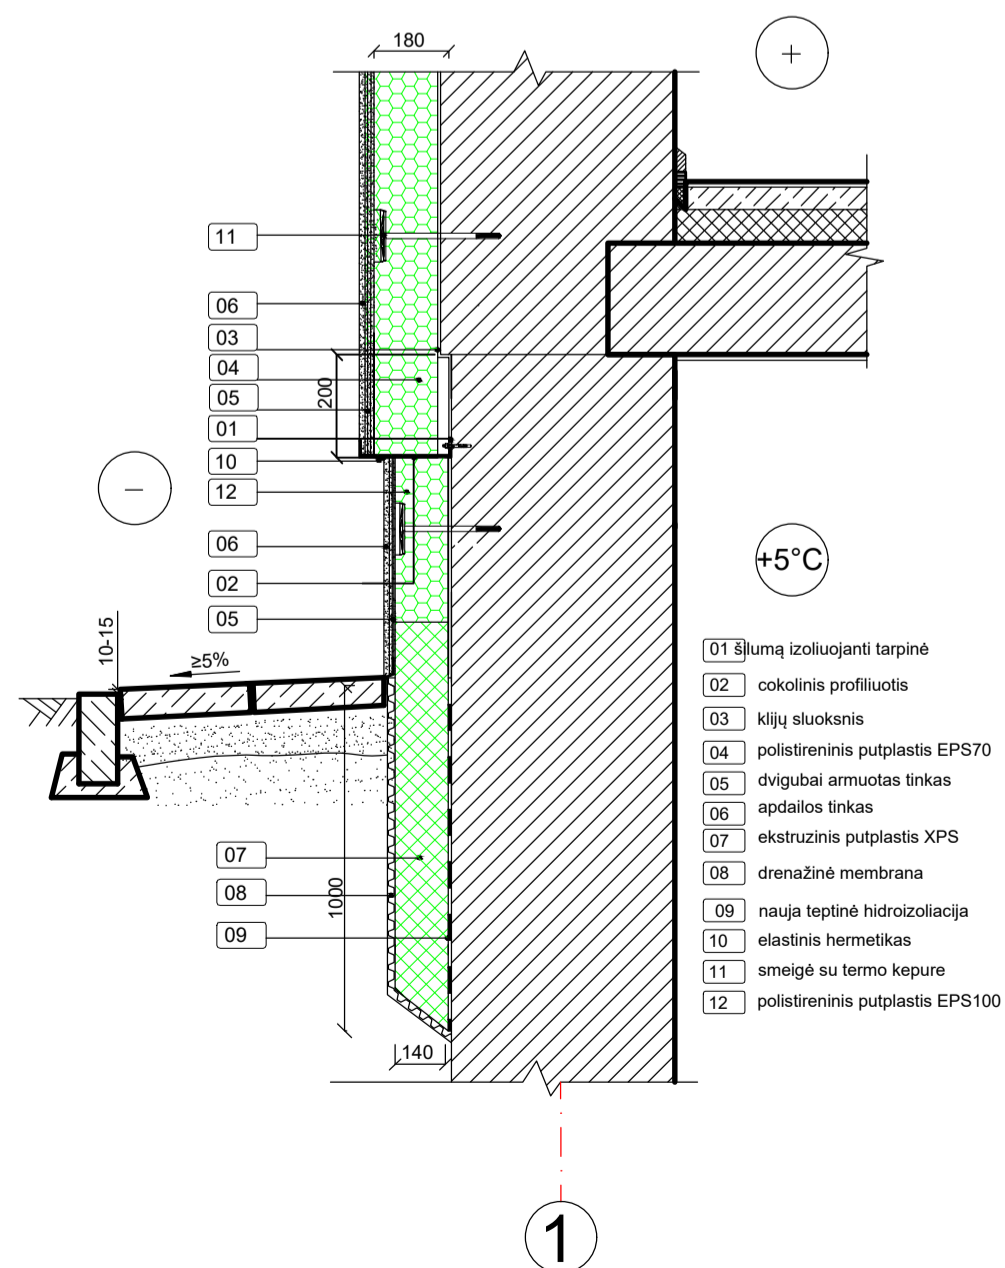 180
+
11
06
03
04
200
05
01
10
12
−
06
+5°C
02
05
10-15
≥5%
01 šilumą izoliuojanti tarpinė
02 cokolinis profiliuotis
03 klijų sluoksnis
04 polistireninis putplastis EPS70
05 dvigubai armuotas tinkas
06 apdailos tinkas
07 ekstruzinis putplastis XPS
08 drenažinė membrana
09 nauja teptinė hidroizoliacija
10 elastinis hermetikas
11 smeigė su termo kepure
12 polistireninis putplastis EPS100
07
08
1000
09
140
1